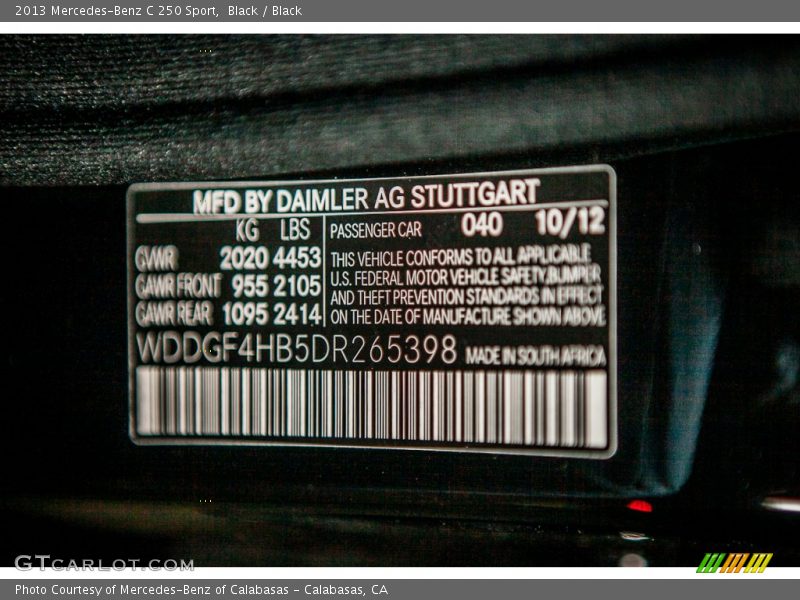 2013 Mercedes-Benz C 250 Sport, Black / Black
MFD BY DAIMLER AG STUTTGART
KG LBS PASSENGER CAR 040 10/12
GVWR 2020 4453 THIS VEHICLE CONFORMS TO ALL APPLICABLE
GAWR FRONT 955 2105 U.S. FEDERAL MOTOR VEHICLE SAFETY,BUMPER
AND THEFT PREVENTION STANDARDS IN EFFECT
GAWR REAR 1095 2414 ON THE DATE OF MANUFACTURE SHOWN ABOVE
WDDGF4HB5DR265398 MADE IN SOUTH AFRICA
GTCARLOT.COM
Photo Courtesy of Mercedes-Benz of Calabasas - Calabasas, CA